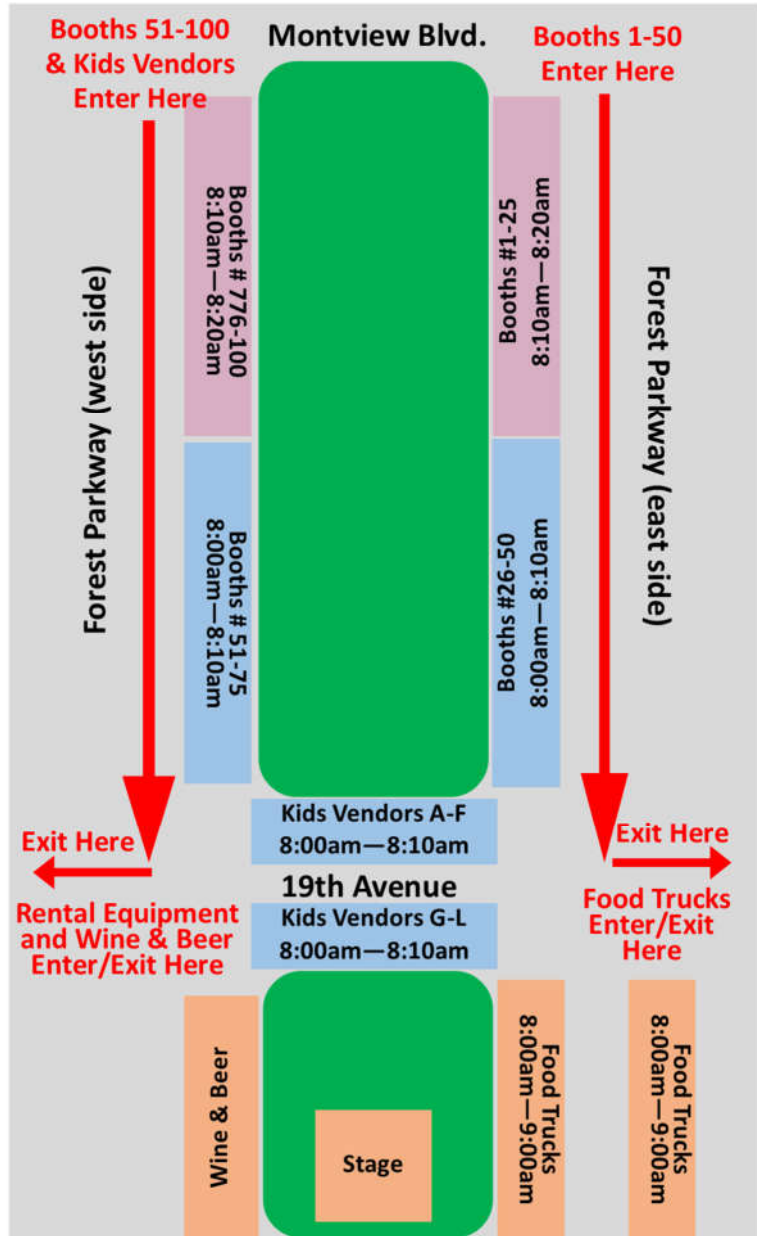 Booths 51-100
& Kids Vendors
Enter Here
Montview Blvd.
Booths 1-50
Enter Here
Forest Parkway (west side)
Booths # 776-100
8:10am—8:20am
Booths #1-25
8:10am—8:20am
Forest Parkway (east side)
Booths # 51-75
8:00am—8:10am
Booths #26-50
8:00am—8:10am
Kids Vendors A-F
8:00am—8:10am
Exit Here
Exit Here
19th Avenue
Rental Equipment
and Wine & Beer
Enter/Exit Here
Kids Vendors G-L
8:00am—8:10am
Food Trucks
Enter/Exit
Here
Wine & Beer
Stage
Food Trucks
8:00am—9:00am
Food Trucks
8:00am—9:00am